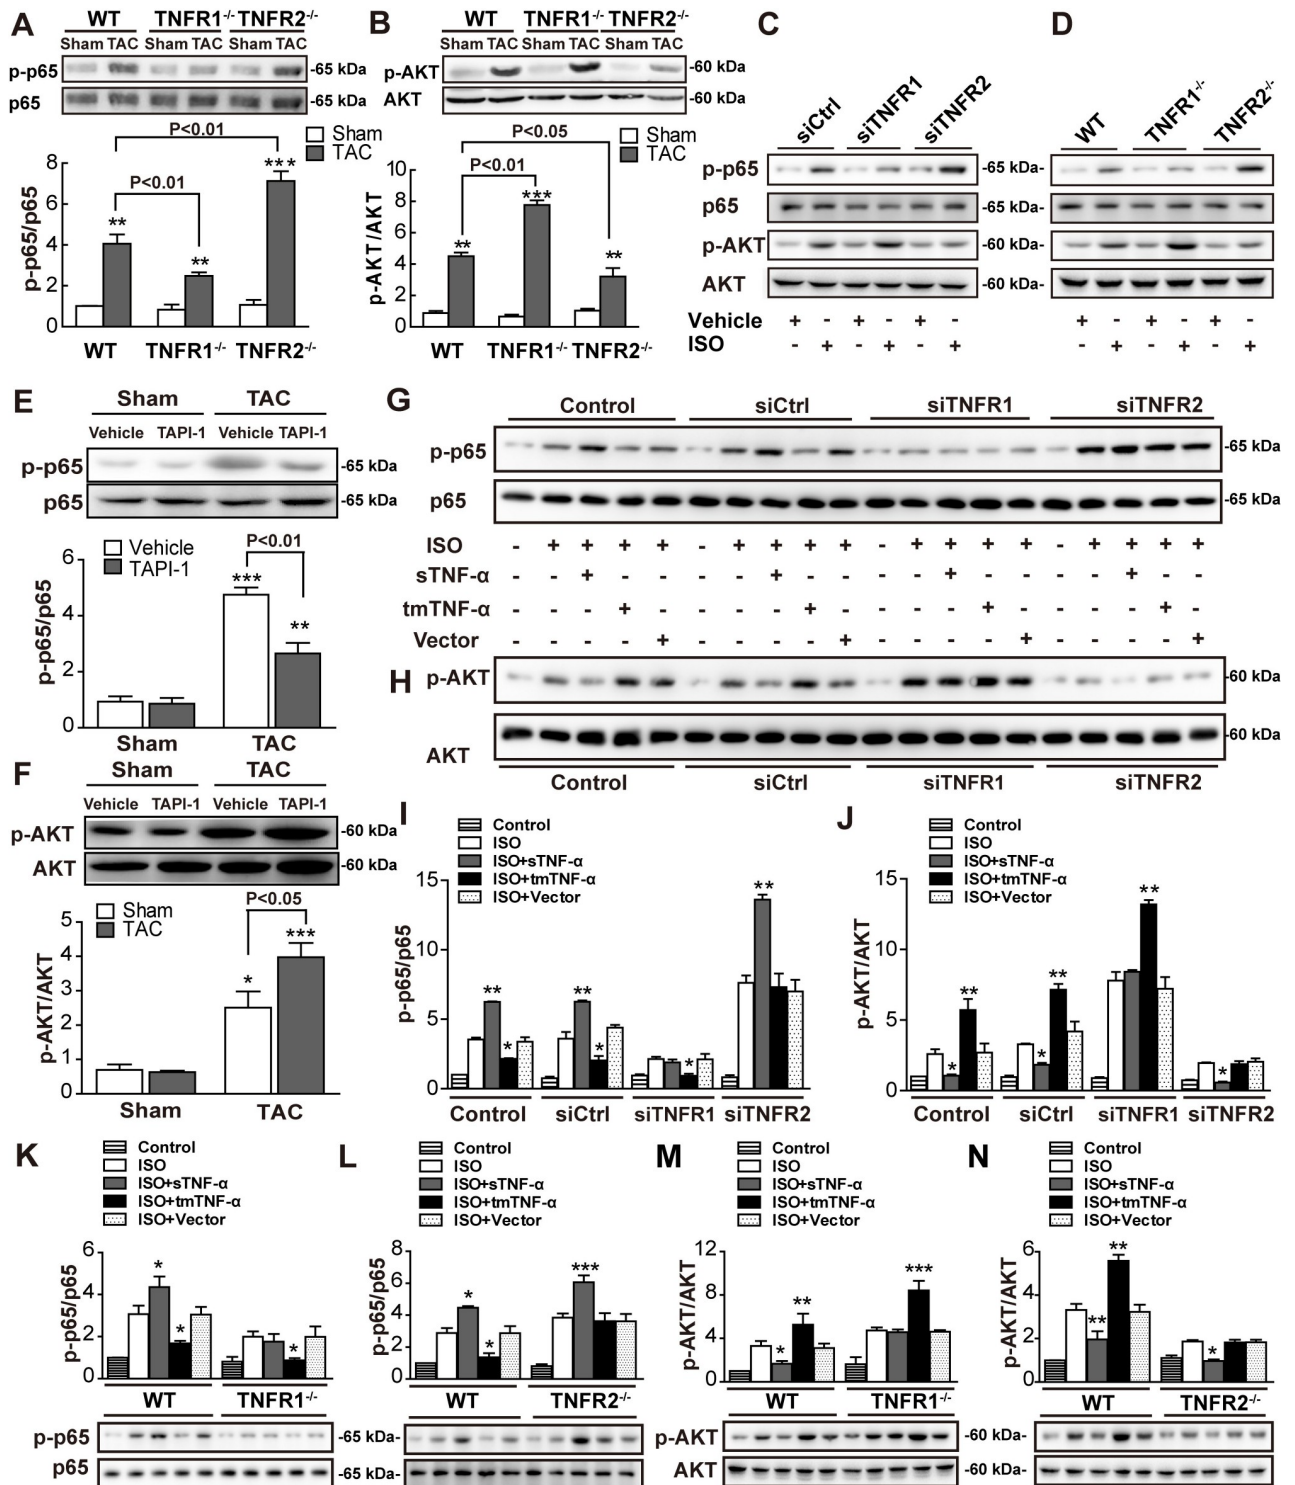 A
WT TNFR1-/- TNFR2-/-
Sham TAC Sham TAC Sham TAC
p-p65 -65 kDa
p65 -65 kDa
P<0.01
Sham
TAC
P<0.01
** ** ***
p-p65/p65
8
6
4
2
0
WT TNFR1-/- TNFR2-/-
B
WT TNFR1-/- TNFR2-/-
Sham TAC Sham TAC Sham TAC
p-AKT -60 kDa
AKT -60 kDa
P<0.05
Sham
TAC
P<0.01
** *** **
p-AKT/AKT
10
8
6
4
2
0
WT TNFR1-/- TNFR2-/-
C
siCtrl siTNFR1 siTNFR2
p-p65 -65 kDa-
p65 -65 kDa-
p-AKT -60 kDa-
AKT -60 kDa-
Vehicle + - + - + -
ISO - + - + - +
D
WT TNFR1-/- TNFR2-/-
+ - + - + -
- + - + - +
E
Sham TAC
Vehicle TAPI-1 Vehicle TAPI-1
p-p65 -65 kDa
p65 -65 kDa
Vehicle
TAPI-1
P<0.01
*** **
p-p65/p65
6
4
2
0
Sham TAC
F
Sham TAC
Vehicle TAPI-1 Vehicle TAPI-1
p-AKT -60 kDa
AKT -60 kDa
Sham
TAC
P<0.05
* ***
p-AKT/AKT
5
4
3
2
1
0
Sham TAC
G
Control siCtrl siTNFR1 siTNFR2
p-p65 -65 kDa
p65 -65 kDa
ISO - + + + + - + + + + - + + + + - + + + +
sTNF-α - - + - - - - + - - - - + - - - - + - -
tmTNF-α - - - + - - - - + - - - - + - - - - + -
Vector - - - - + - - - - + - - - - + - - - - +
H
p-AKT -60 kDa
AKT -60 kDa
Control siCtrl siTNFR1 siTNFR2
I
Control
ISO
ISO+sTNF-α
ISO+tmTNF-α
ISO+Vector
p-p65/p65
15
10
5
0
** * ** * * **
Control siCtrl siTNFR1 siTNFR2
J
Control
ISO
ISO+sTNF-α
ISO+tmTNF-α
ISO+Vector
p-AKT/AKT
15
10
5
0
* ** * ** ** *
Control siCtrl siTNFR1 siTNFR2
K
Control
ISO
ISO+sTNF-α
ISO+tmTNF-α
ISO+Vector
p-p65/p65
6
4
2
0
* * *
WT TNFR1-/-
p-p65 -65 kDa-
p65 -65 kDa-
L
Control
ISO
ISO+sTNF-α
ISO+tmTNF-α
ISO+Vector
p-p65/p65
8
6
4
2
0
* * ***
WT TNFR2-/-
M
Control
ISO
ISO+sTNF-α
ISO+tmTNF-α
ISO+Vector
p-AKT/AKT
12
8
4
0
* ** ***
WT TNFR1-/-
p-AKT -60 kDa-
AKT -60 kDa-
N
Control
ISO
ISO+sTNF-α
ISO+tmTNF-α
ISO+Vector
p-AKT/AKT
6
4
2
0
** ** *
WT TNFR2-/-